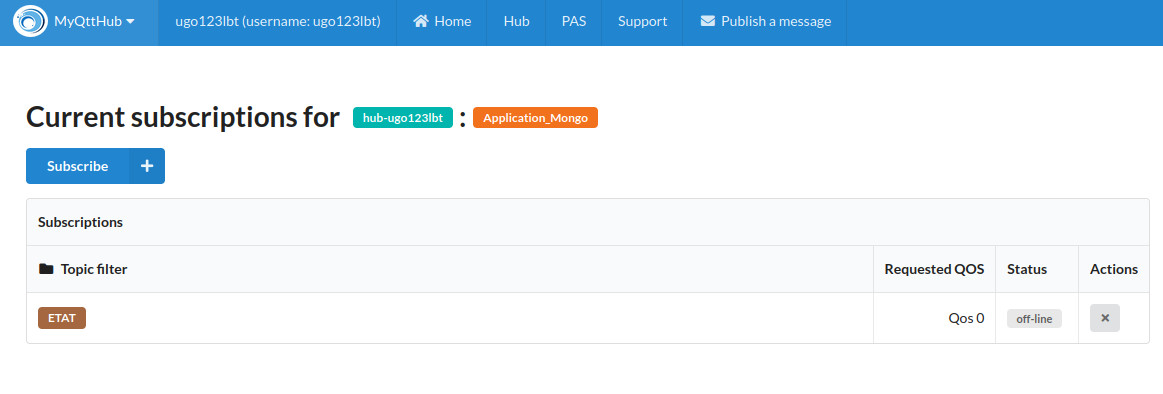 MyQttHub ugo123lbt (username: ugo123lbt) Home Hub PAS Support Publish a message
Current subscriptions for hub-ugo123lbt : Application_Mongo
Subscribe +
Subscriptions
Topic filter Requested QOS Status Actions
ETAT Qos 0 off-line ×